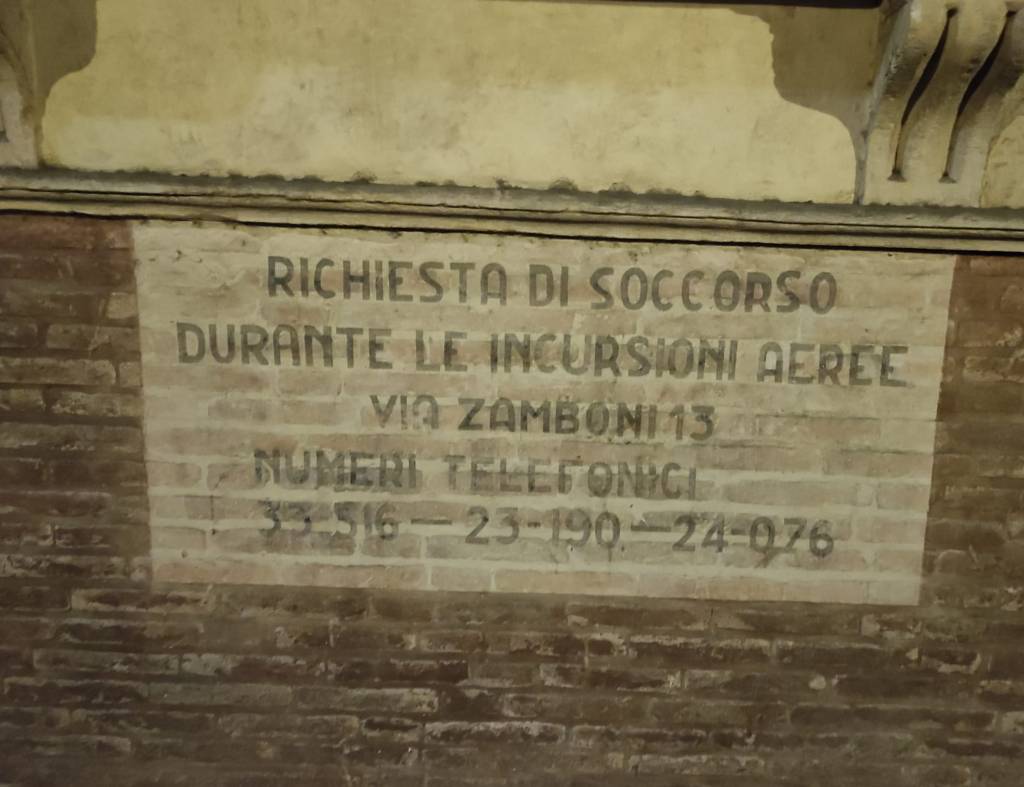 RICHIESTA DI SOCCORSO
DURANTE LE INCURSIONI AEREE
VIA ZAMBONI 13
NUMERI TELEFONICI
33-516 — 23-190 — 24-076